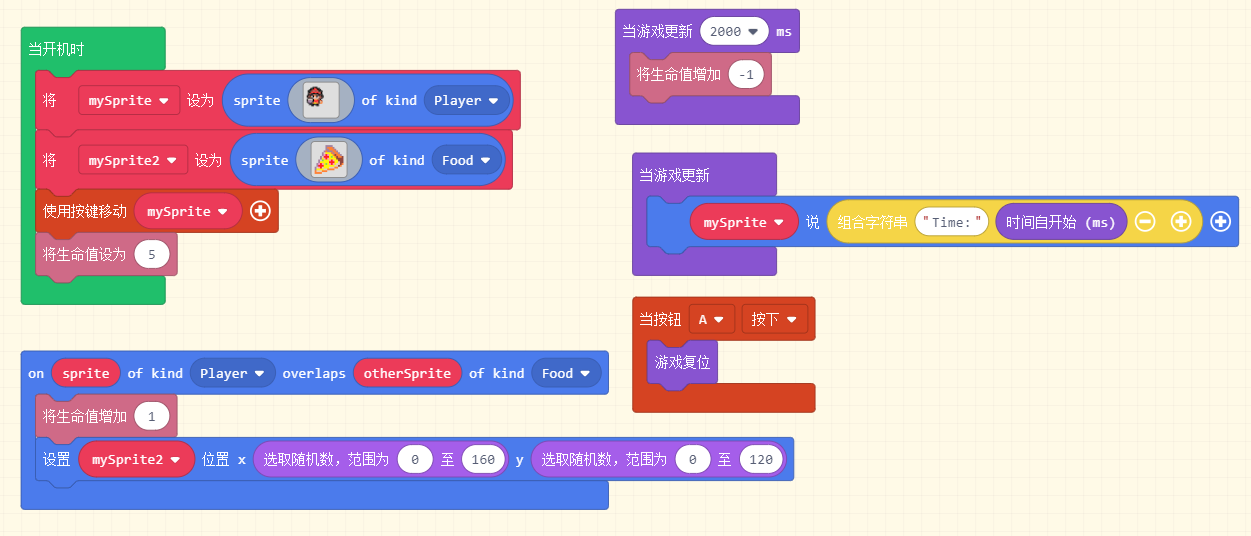 当开机时
将 mySprite 设为 sprite of kind Player
将 mySprite2 设为 sprite of kind Food
使用按键移动 mySprite
将生命值设为 5
on sprite of kind Player overlaps otherSprite of kind Food
将生命值增加 1
设置 mySprite2 位置 x 选取随机数，范围为 0 至 160 y 选取随机数，范围为 0 至 120
当游戏更新 2000 ms
将生命值增加 -1
当游戏更新
mySprite 说 组合字符串 "Time:" 时间自开始 (ms)
当按钮 A 按下
游戏复位